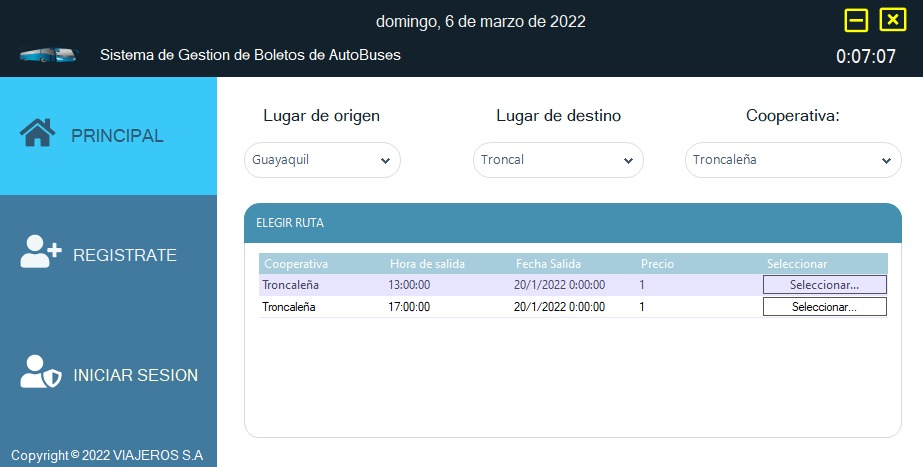 domingo, 6 de marzo de 2022
Sistema de Gestion de Boletos de AutoBuses
0:07:07
PRINCIPAL
REGISTRATE
INICIAR SESION
Copyright © 2022 VIAJEROS S.A
Lugar de origen Lugar de destino Cooperativa:
Guayaquil Troncal Troncaleña
ELEGIR RUTA
Cooperativa Hora de salida Fecha Salida Precio Seleccionar
Troncaleña 13:00:00 20/1/2022 0:00:00 1 Seleccionar...
Troncaleña 17:00:00 20/1/2022 0:00:00 1 Seleccionar...